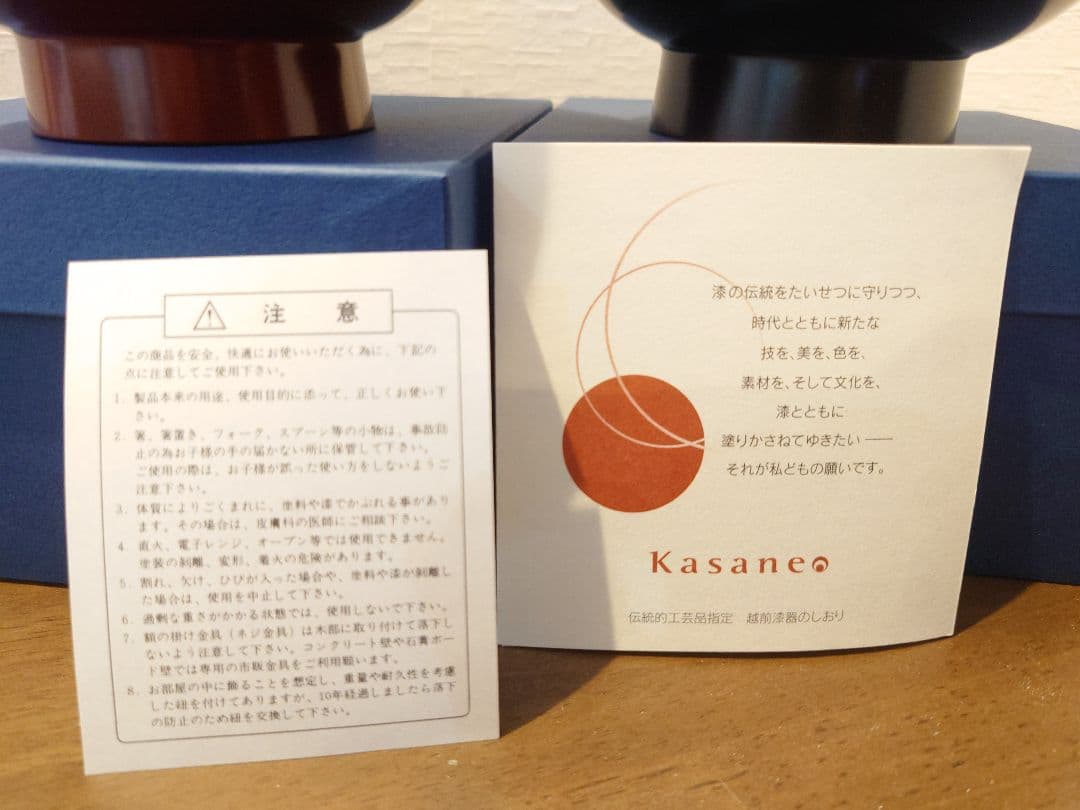 注 意
この商品を安全、快適にお使いいただく為に、下記の
点に注意してご使用下さい。
1. 製品本来の用途、使用目的に添って、正しくお使い下
さい。
2. 箸、箸置き、フォーク、スプーン等の小物は、事故防
止の為お子様の手の届かない所に保管して下さい。
ご使用の際は、お子様が誤った使い方をしないようご
注意下さい。
3. 体質によりごくまれに、塗料や漆でかぶれる事があり
ます。その場合は、皮膚科の医師にご相談下さい。
4. 直火、電子レンジ、オーブン等では使用できません。
塗装の剥離、変形、着火の危険があります。
5. 割れ、欠け、ひびが入った場合や、塗料や漆が剥離し
た場合は、使用を中止して下さい。
6. 過剰な重さがかかる状態では、使用しないで下さい。
7. 額の掛け金具（ネジ金具）は木部に取り付けて落下し
ないよう注意して下さい。コンクリート壁や石膏ボー
ド壁では専用の市販金具をご利用願います。
8. お部屋の中に飾ることを想定し、重量や耐久性を考慮
した紐を付けてありますが、10年経過しましたら落下
の防止のため紐を交換して下さい。
漆の伝統をたいせつに守りつつ、
時代とともに新たな
技を、美を、色を、
素材を、そして文化を、
漆とともに
塗りかさねてゆきたい――
それが私どもの願いです。
Kasane
伝統的工芸品指定 越前漆器のしおり